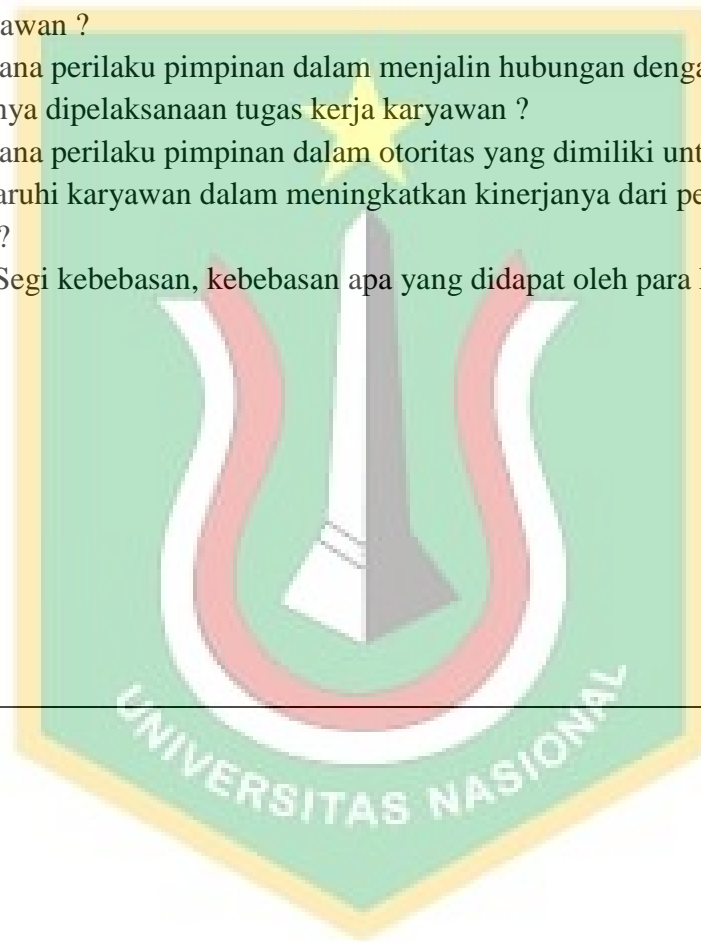 awan ?
ana perilaku pimpinan dalam menjalin hubungan denga
nya dipelaksanaan tugas kerja karyawan ?
ana perilaku pimpinan dalam otoritas yang dimiliki unt
aruhi karyawan dalam meningkatkan kinerjanya dari pe
?
Segi kebebasan, kebebasan apa yang didapat oleh para
UNIVERSITAS NASIONAL